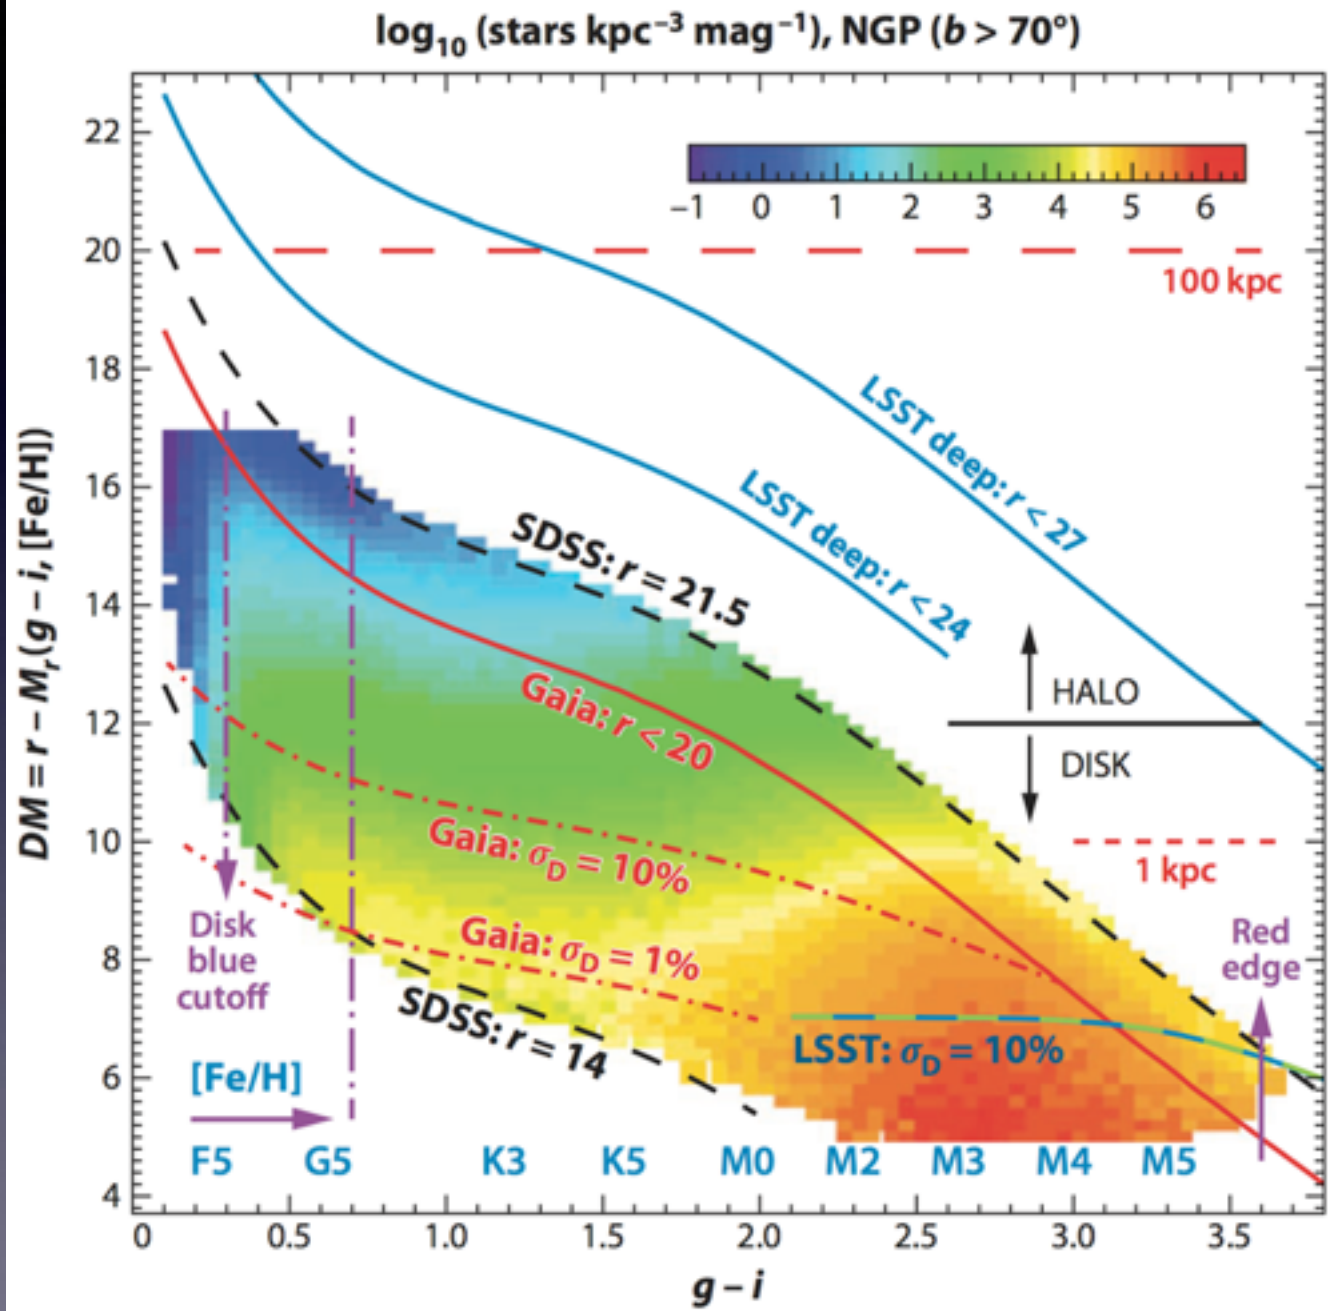 log₁₀ (stars kpc⁻³ mag⁻¹), NGP (b > 70°)
22
20
18
16
14
12
10
8
6
4
DM = r – Mᵣ(g – i, [Fe/H])
−1 0 1 2 3 4 5 6
100 kpc
LSST deep: r < 27
LSST deep: r < 24
SDSS: r = 21.5
HALO
DISK
Gaia: r < 20
Gaia: σ_D = 10%
1 kpc
Gaia: σ_D = 1%
Disk
blue
cutoff
Red
edge
SDSS: r = 14
LSST: σ_D = 10%
[Fe/H]
F5 G5 K3 K5 M0 M2 M3 M4 M5
0 0.5 1.0 1.5 2.0 2.5 3.0 3.5
g – i